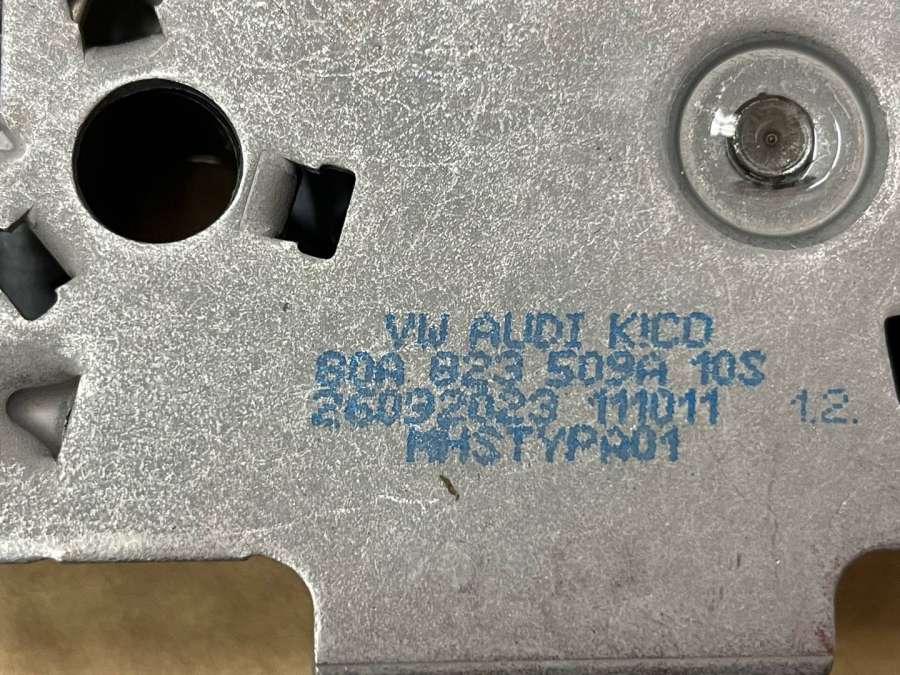 VW AUDI KICO
80A 823 509A 10S
26092023 111011 1.2.
MHSTYPA01